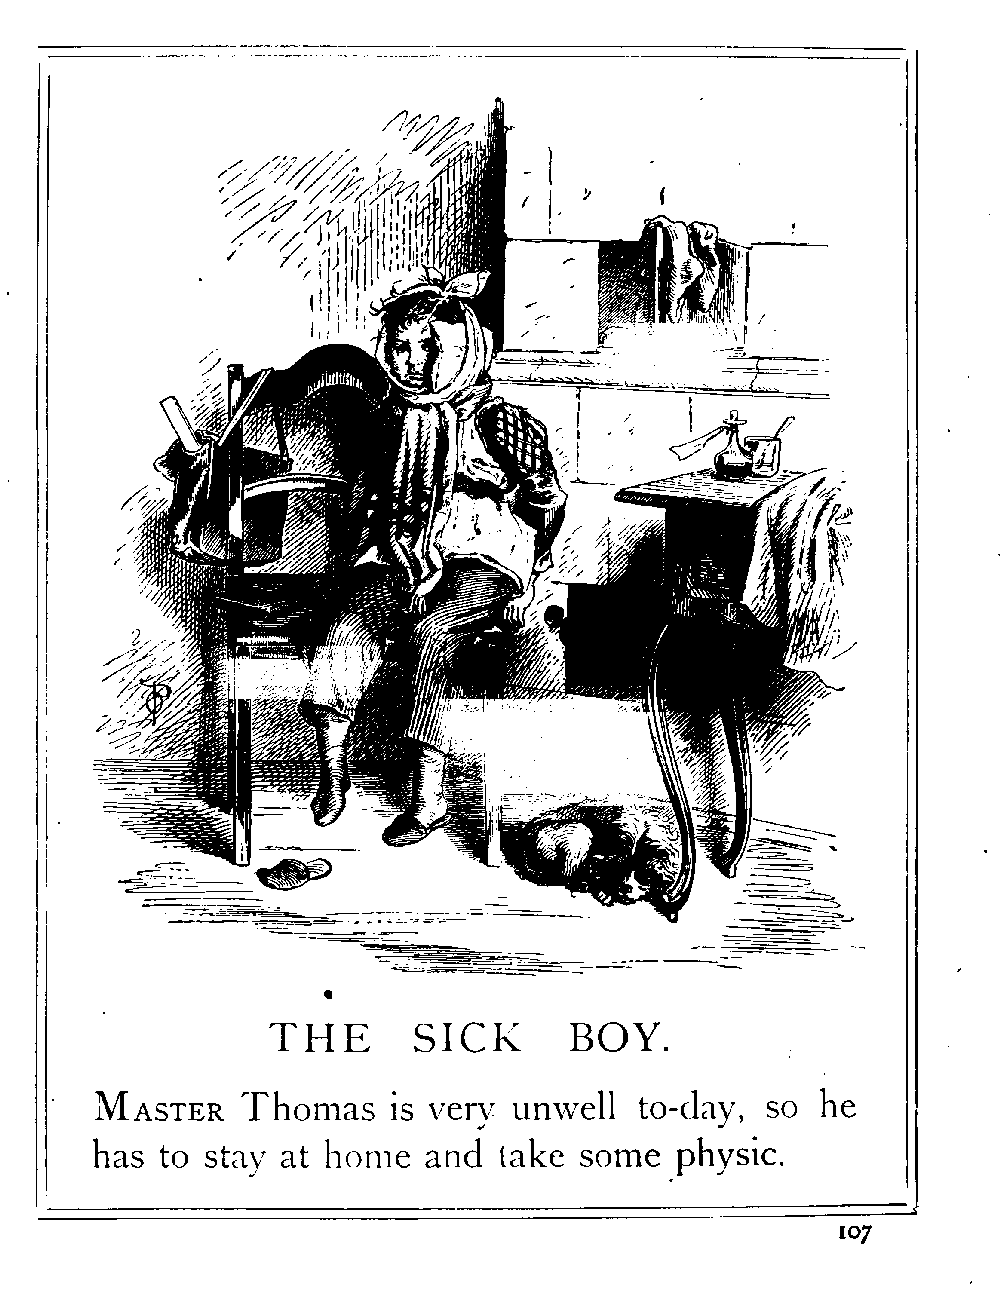 THE SICK BOY.
MASTER Thomas is very unwell to-day, so he
has to stay at home and take some physic.
107